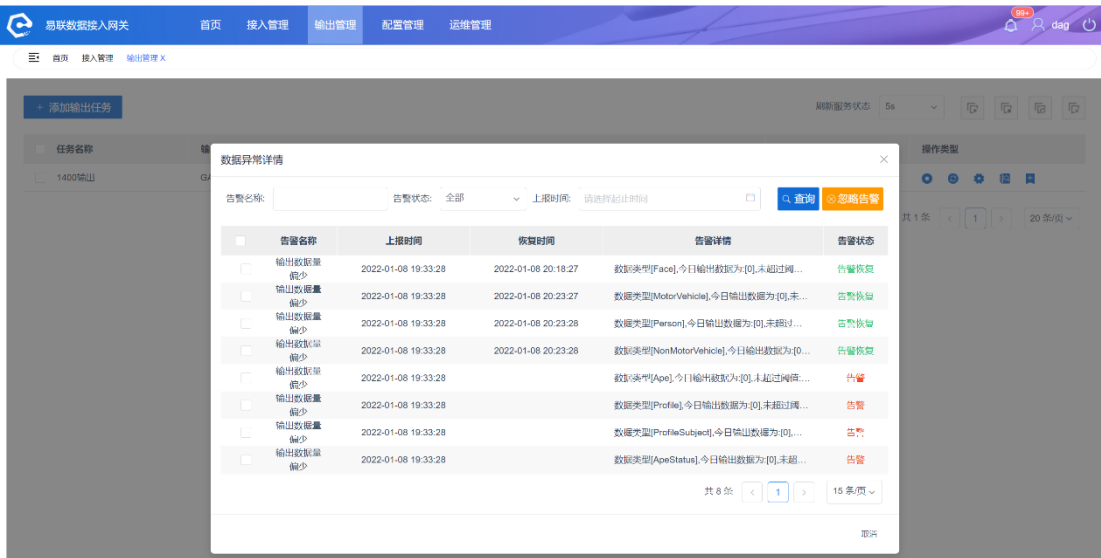 易联数据接入网关 首页 接入管理 输出管理 配置管理 运维管理 99+ dag
首页 接入管理 输出管理 X
+ 添加输出任务 刷新服务状态 5s
任务名称 输 操作类型
1400输出 GA
共 1 条 < 1 > 20 条/页
数据异常详情
告警名称: 告警状态: 全部 上报时间: 请选择起止时间 查询 忽略告警
告警名称 上报时间 恢复时间 告警详情 告警状态
输出数据量偏少 2022-01-08 19:33:28 2022-01-08 20:18:27 数据类型[Face],今日输出数据为:[0],未超过阈... 告警恢复
输出数据量偏少 2022-01-08 19:33:28 2022-01-08 20:23:27 数据类型[MotorVehicle],今日输出数据为:[0],未... 告警恢复
输出数据量偏少 2022-01-08 19:33:28 2022-01-08 20:23:28 数据类型[Person],今日输出数据为:[0],未超过... 告警恢复
输出数据量偏少 2022-01-08 19:33:28 2022-01-08 20:23:28 数据类型[NonMotorVehicle],今日输出数据为:[0... 告警恢复
输出数据量偏少 2022-01-08 19:33:28 数据类型[Ape],今日输出数据为:[0],未超过阈值:... 告警
输出数据量偏少 2022-01-08 19:33:28 数据类型[Profile],今日输出数据为:[0],未超过阈... 告警
输出数据量偏少 2022-01-08 19:33:28 数据类型[ProfileSubject],今日输出数据为:[0],... 告警
输出数据量偏少 2022-01-08 19:33:28 数据类型[ApeStatus],今日输出数据为:[0],未超... 告警
共 8 条 < 1 > 15 条/页
取消